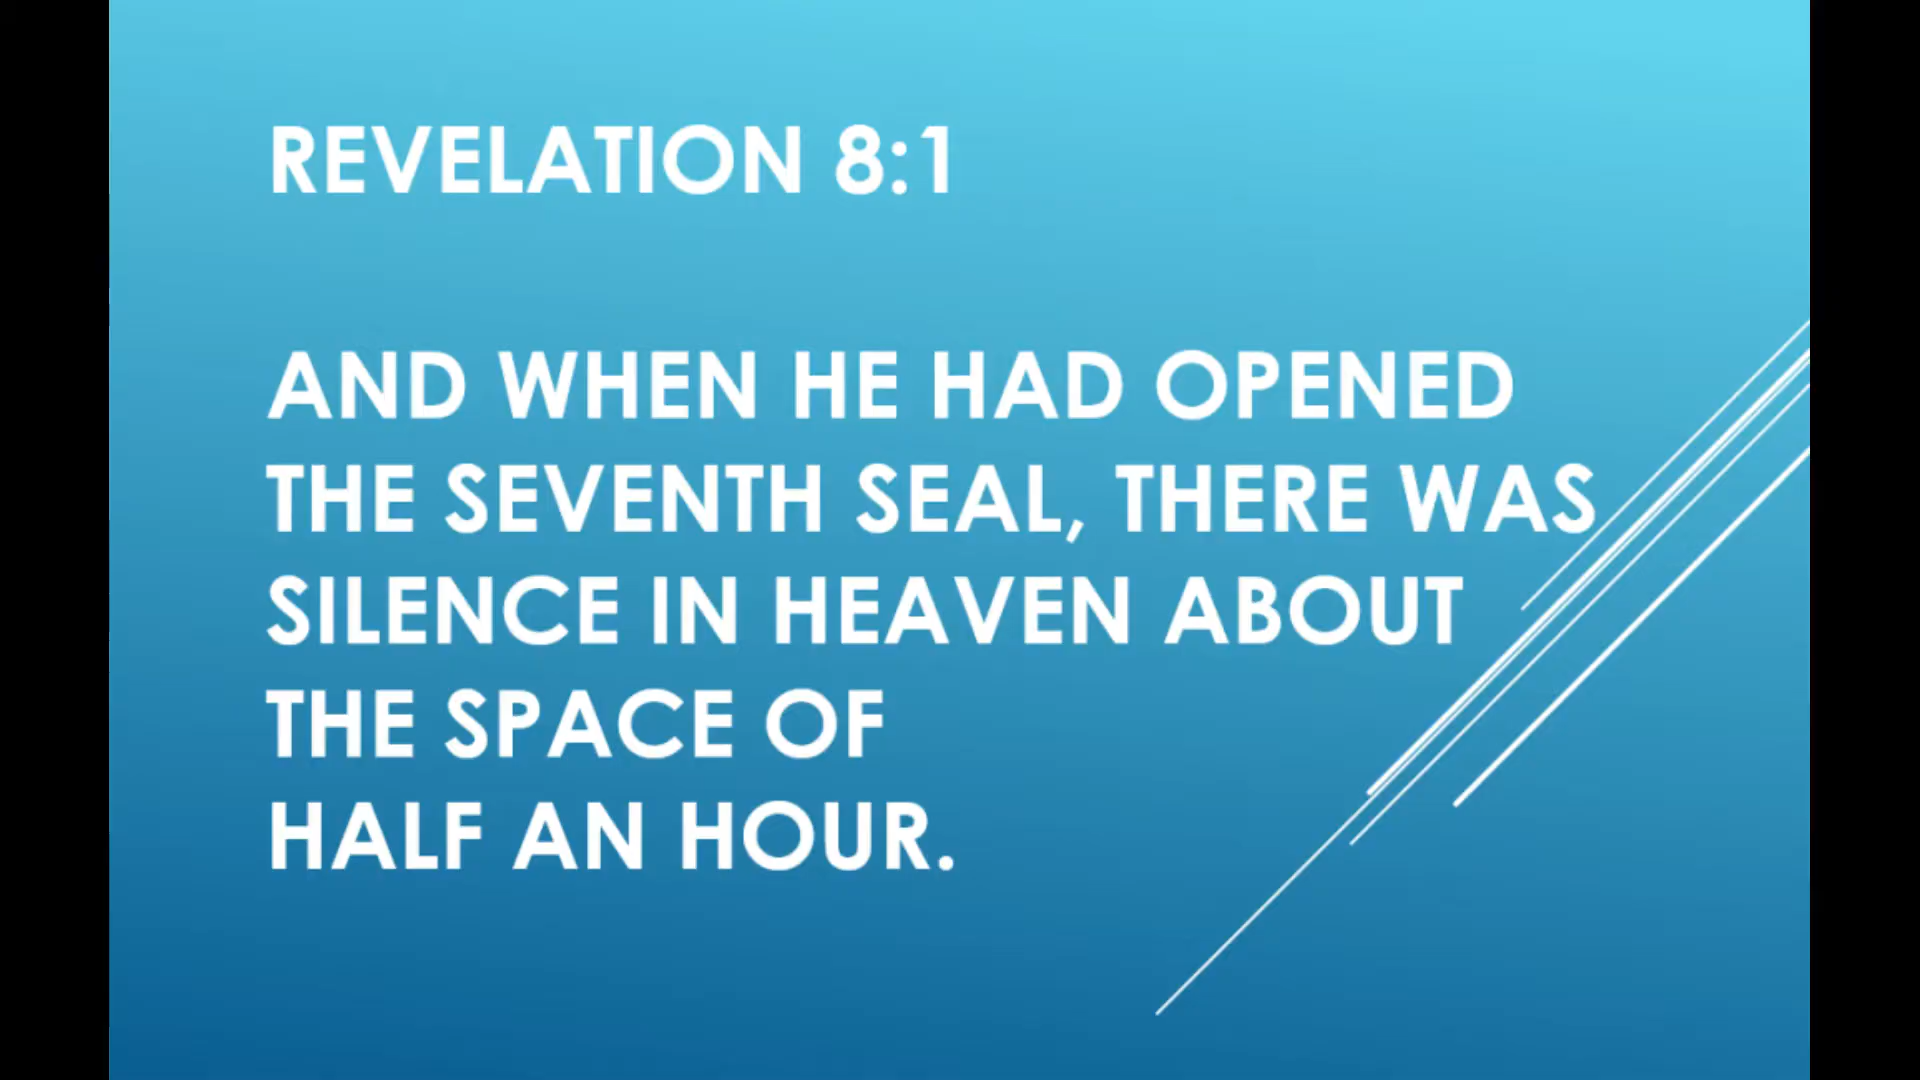 REVELATION 8:1
AND WHEN HE HAD OPENED
THE SEVENTH SEAL, THERE WAS
SILENCE IN HEAVEN ABOUT
THE SPACE OF
HALF AN HOUR.